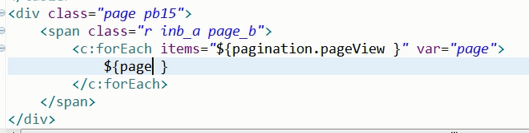 <div class="page pb15">
<span class="r inb_a page_b">
<c:forEach items="${pagination.pageView }" var="page">
${page }
</c:forEach>
</span>
</div>